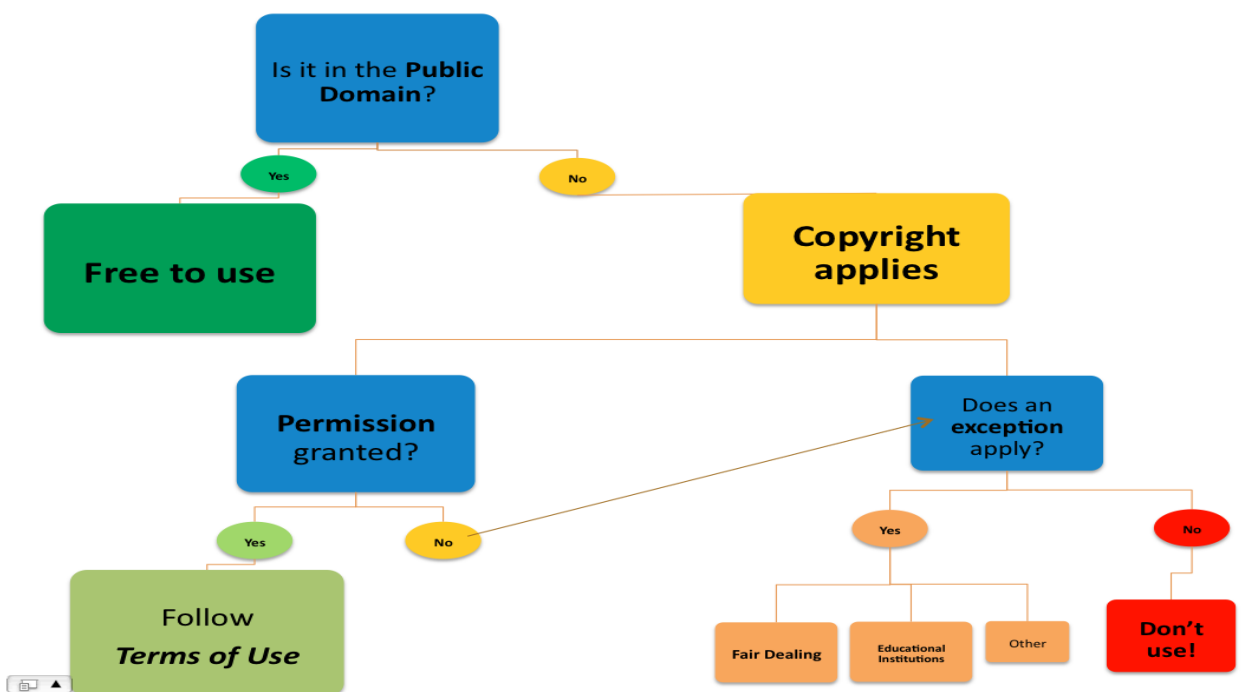 Is it in the Public
Domain?
Yes
No
Free to use
Copyright
applies
Permission
granted?
Does an
exception
apply?
Yes
No
Yes
No
Follow
Terms of Use
Fair Dealing
Educational
Institutions
Other
Don’t
use!